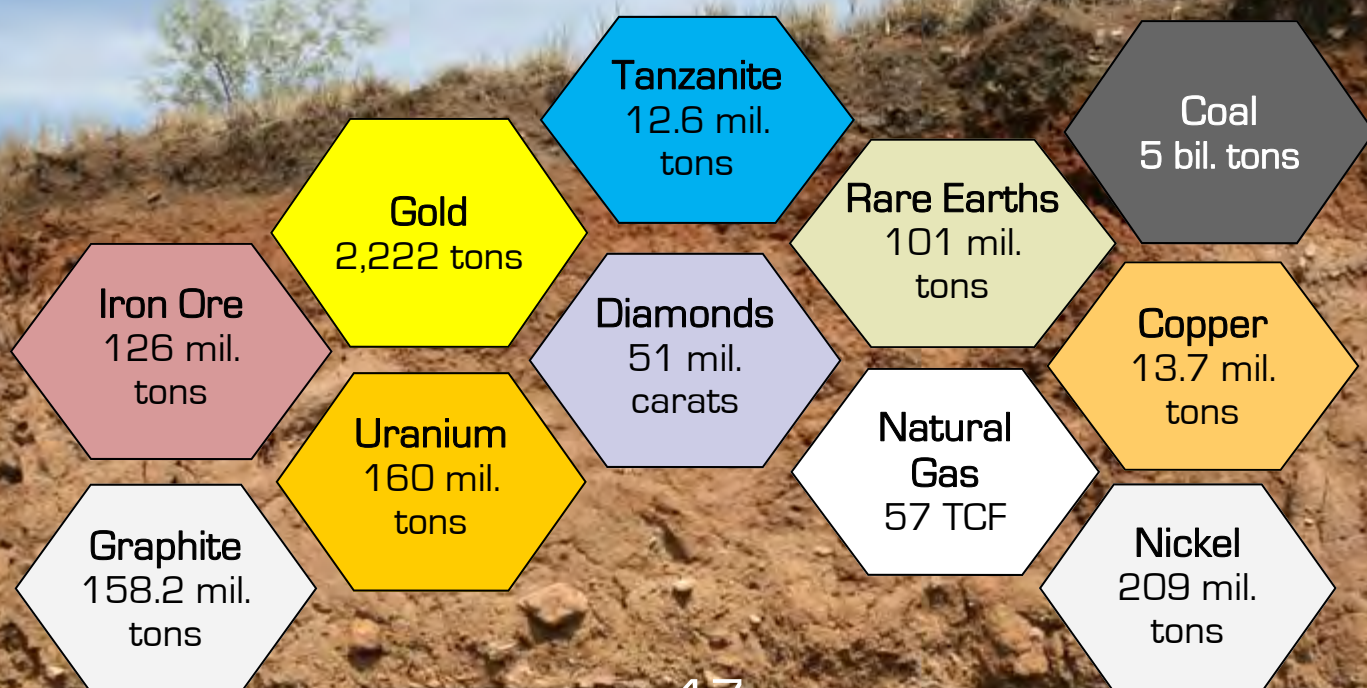 Tanzanite
12.6 mil.
tons
Coal
5 bil. tons
Gold
2,222 tons
Rare Earths
101 mil.
tons
Iron Ore
126 mil.
tons
Diamonds
51 mil.
carats
Copper
13.7 mil.
tons
Uranium
160 mil.
tons
Natural
Gas
57 TCF
Graphite
158.2 mil.
tons
Nickel
209 mil.
tons